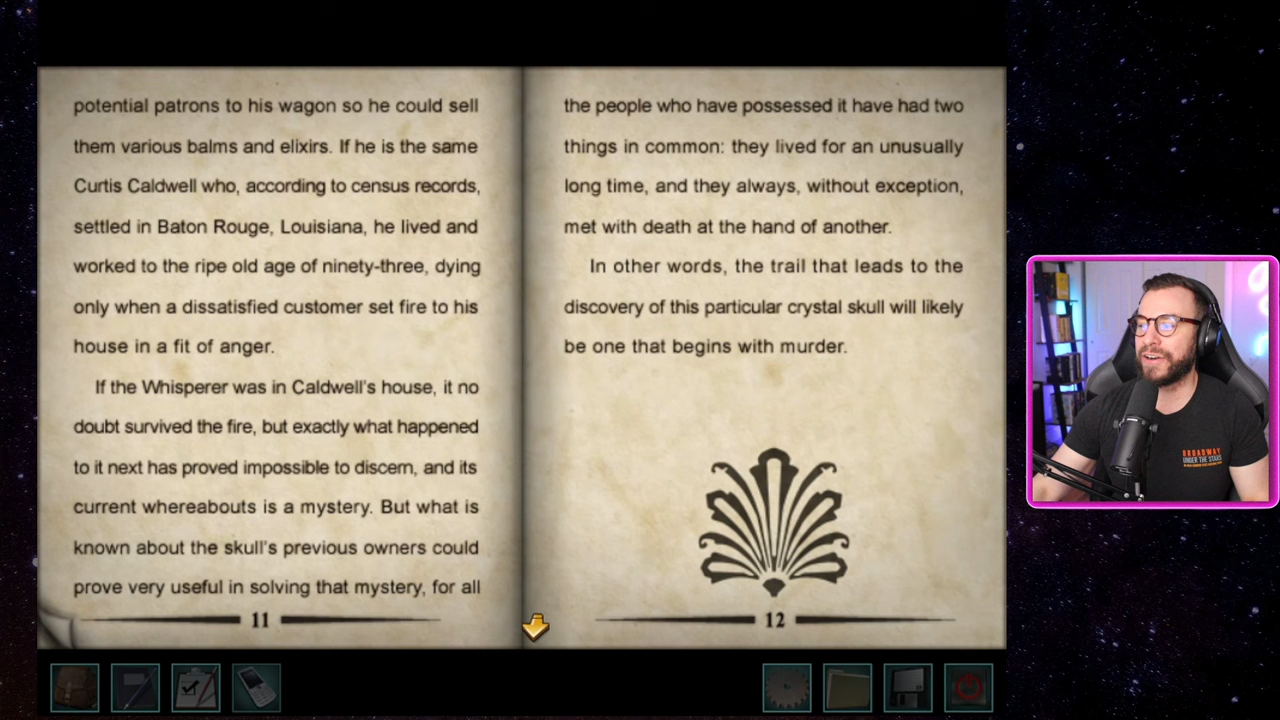 potential patrons to his wagon so he could sell
them various balms and elixirs. If he is the same
Curtis Caldwell who, according to census records,
settled in Baton Rouge, Louisiana, he lived and
worked to the ripe old age of ninety-three, dying
only when a dissatisfied customer set fire to his
house in a fit of anger.
If the Whisperer was in Caldwell's house, it no
doubt survived the fire, but exactly what happened
to it next has proved impossible to discern, and its
current whereabouts is a mystery. But what is
known about the skull's previous owners could
prove very useful in solving that mystery, for all
11
the people who have possessed it have had two
things in common: they lived for an unusually
long time, and they always, without exception,
met with death at the hand of another.
In other words, the trail that leads to the
discovery of this particular crystal skull will likely
be one that begins with murder.
12
BROADWAY
UNDER THE STARS